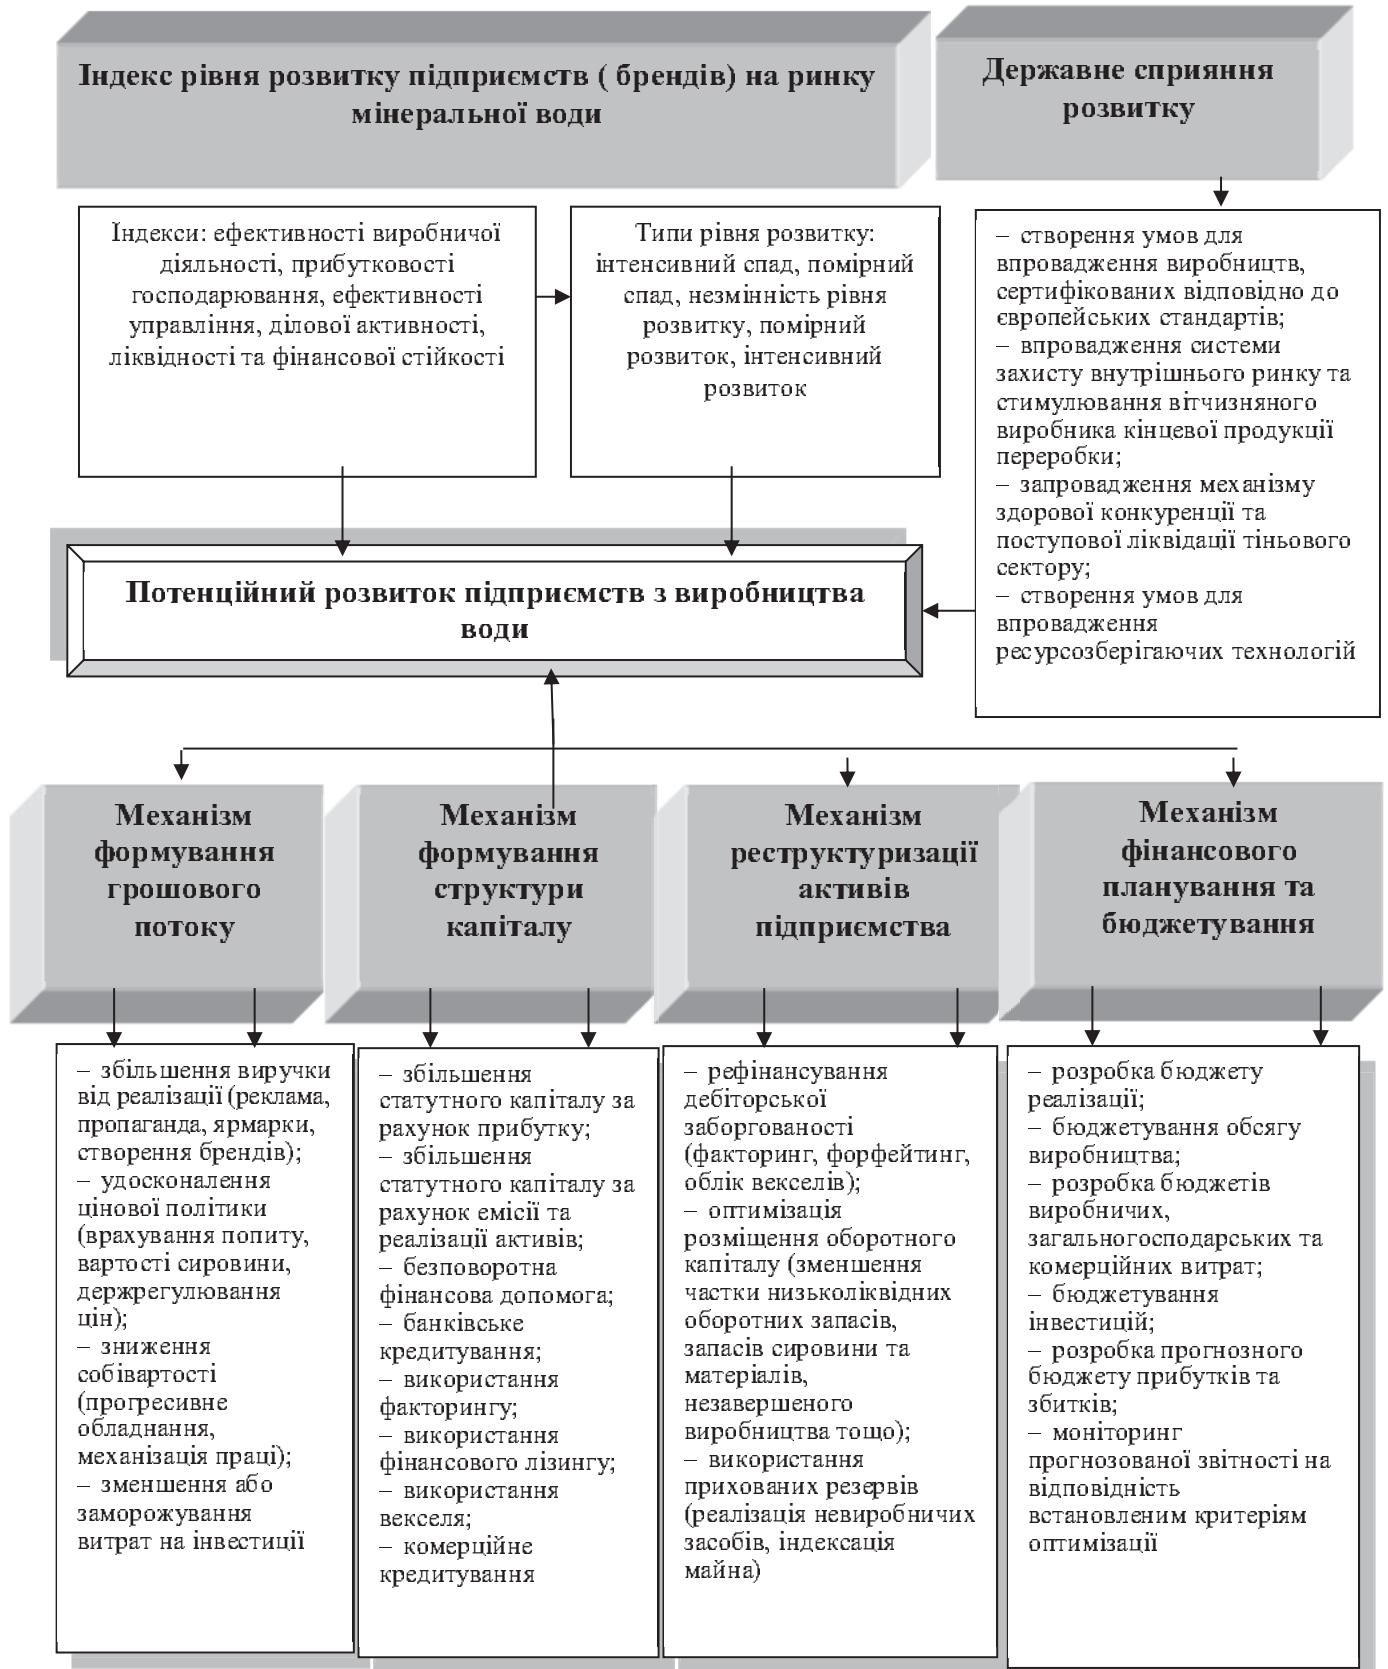 Індекс рівня розвитку підприємств ( брендів) на ринку
мінеральної води
Державне сприяння
розвитку
Індекси: ефективності виробничої
діяльності, прибутковості
господарювання, ефективності
управління, ділової активності,
ліквідності та фінансової стійкості
Типи рівня розвитку:
інтенсивний спад, помірний
спад, незмінність рівня
розвитку, помірний
розвиток, інтенсивний
розвиток
– створення умов для
впровадження виробництв,
сертифікованих відповідно до
європейських стандартів;
– впровадження системи
захисту внутрішнього ринку та
стимулювання вітчизняного
виробника кінцевої продукції
переробки;
– запровадження механізму
здорової конкуренції та
поступової ліквідації тіньового
сектору;
– створення умов для
впровадження
ресурсозберігаючих технологій
Потенційний розвиток підприємств з виробництва
води
Механізм
формування
грошового
потоку
Механізм
формування
структури
капіталу
Механізм
реструктуризації
активів
підприємства
Механізм
фінансового
планування та
бюджетування
– збільшення виручки
від реалізації (реклама,
пропаганда, ярмарки,
створення брендів);
– удосконалення
цінової політики
(врахування попиту,
вартості сировини,
держрегулювання
цін);
– зниження
собівартості
(прогресивне
обладнання,
механізація праці);
– зменшення або
заморожування
витрат на інвестиції
– збільшення
статутного капіталу за
рахунок прибутку;
– збільшення
статутного капіталу за
рахунок емісії та
реалізації активів;
– безповоротна
фінансова допомога;
– банківське
кредитування;
– використання
факторингу;
– використання
фінансового лізингу;
– використання
векселя;
– комерційне
кредитування
– рефінансування
дебіторської
заборгованості
(факторинг, форфейтинг,
облік векселів);
– оптимізація
розміщення оборотного
капіталу (зменшення
частки низьколіквідних
оборотних запасів,
запасів сировини та
матеріалів,
незавершеного
виробництва тощо);
– використання
прихованих резервів
(реалізація невиробничих
засобів, індексація
майна)
– розробка бюджету
реалізації;
– бюджетування обсягу
виробництва;
– розробка бюджетів
виробничих,
загальногосподарських та
комерційних витрат;
– бюджетування
інвестицій;
– розробка прогнозного
бюджету прибутків та
збитків;
– моніторинг
прогнозованої звітності на
відповідність
встановленим критеріям
оптимізації